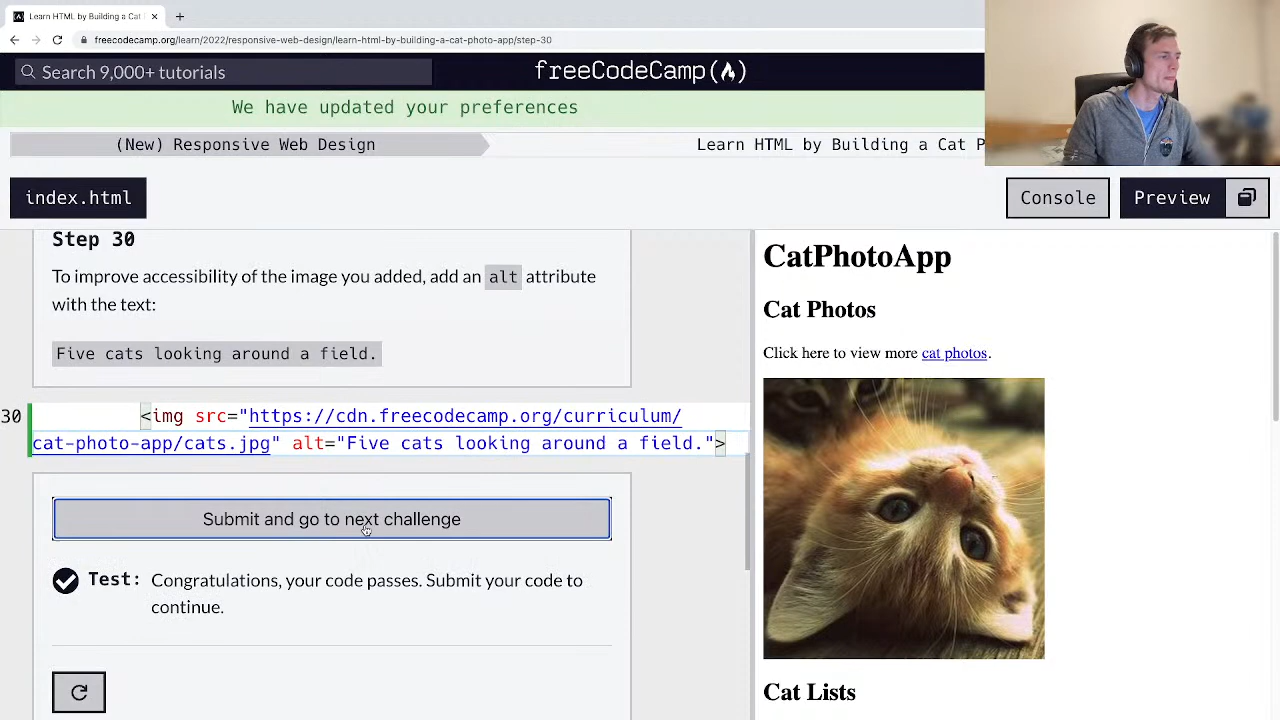 Learn HTML by Building a Cat
freecodecamp.org/learn/2022/responsive-web-design/learn-html-by-building-a-cat-photo-app/step-30
Search 9,000+ tutorials
freeCodeCamp
We have updated your preferences
(New) Responsive Web Design
Learn HTML by Building a Cat P
index.html
Console
Preview
Step 30
To improve accessibility of the image you added, add an alt attribute
with the text:
Five cats looking around a field.
30 <img src="https://cdn.freecodecamp.org/curriculum/
cat-photo-app/cats.jpg" alt="Five cats looking around a field.">
Submit and go to next challenge
Test: Congratulations, your code passes. Submit your code to
continue.
CatPhotoApp
Cat Photos
Click here to view more cat photos.
Cat Lists